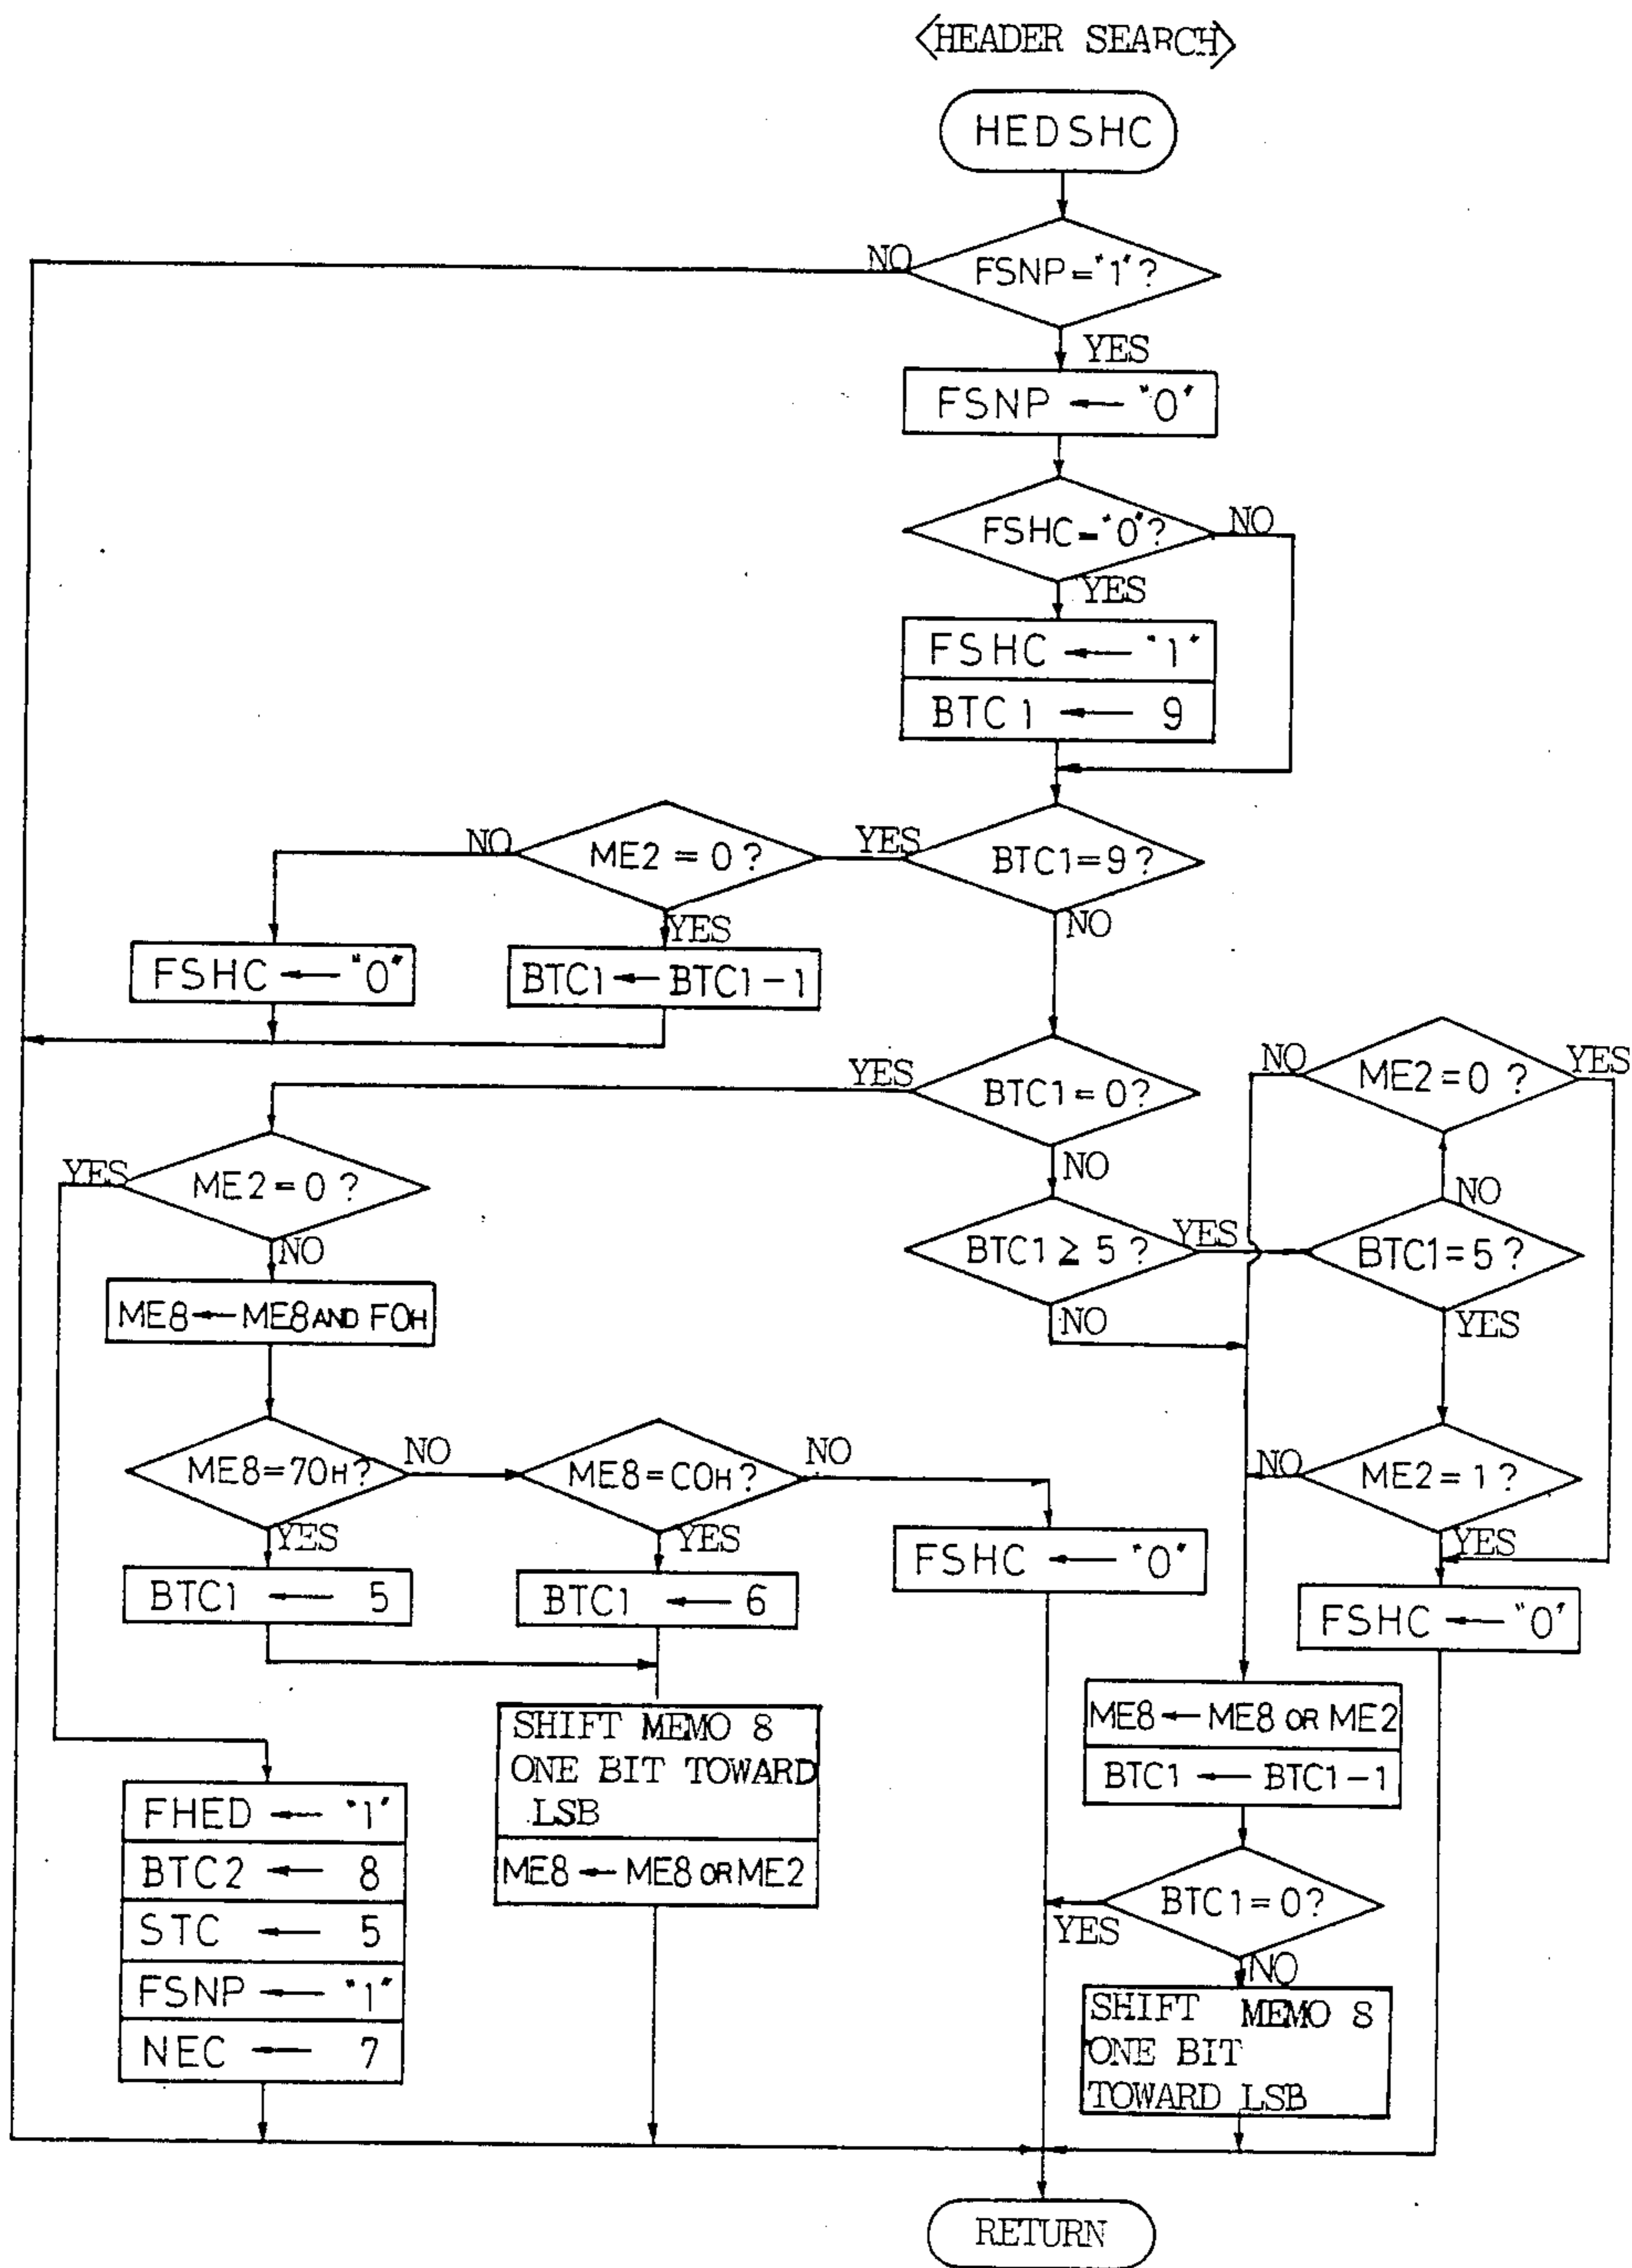 <HEADER SEARCH>
HEDSHC
FSNP="1"?
NO
YES
FSNP ← "0"
FSHC="0"?
NO
YES
FSHC ← "1"
BTC1 ← 9
BTC1=9?
YES
NO
ME2=0?
NO
YES
FSHC ← "0"
BTC1 ← BTC1-1
BTC1=0?
YES
NO
ME2=0?
NO
YES
ME2=0?
YES
NO
BTC1≥5?
YES
NO
BTC1=5?
NO
YES
ME8 ← ME8 AND F0H
ME8=70H?
NO
YES
ME8=C0H?
NO
YES
ME2=1?
NO
YES
FSHC ← "0"
BTC1 ← 5
BTC1 ← 6
FSHC ← "0"
SHIFT MEMO 8
ONE BIT TOWARD
LSB
ME8 ← ME8 OR ME2
ME8 ← ME8 OR ME2
BTC1 ← BTC1-1
FHED ← "1"
BTC2 ← 8
STC ← 5
FSNP ← "1"
NEC ← 7
BTC1=0?
YES
NO
SHIFT MEMO 8
ONE BIT
TOWARD LSB
RETURN